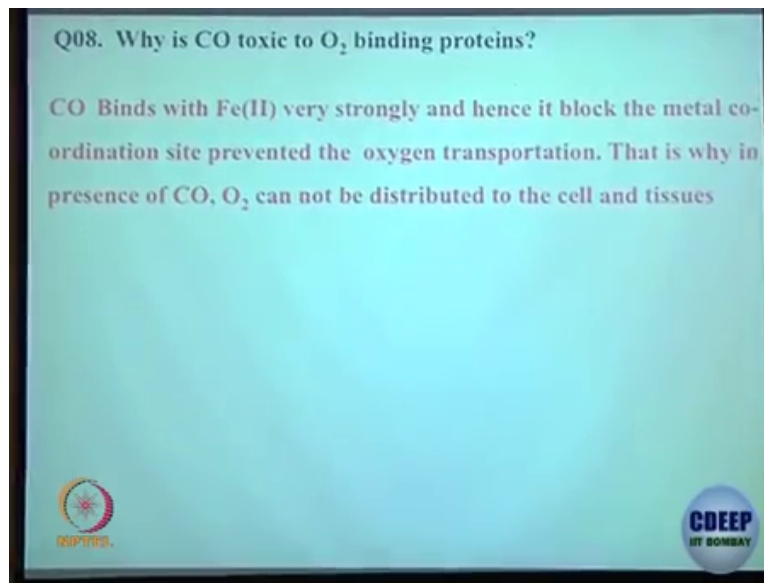 Q08. Why is CO toxic to O₂ binding proteins?
CO Binds with Fe(II) very strongly and hence it block the metal co-
ordination site prevented the oxygen transportation. That is why in
presence of CO, O₂ can not be distributed to the cell and tissues
NPTEL
CDEEP
IIT BOMBAY